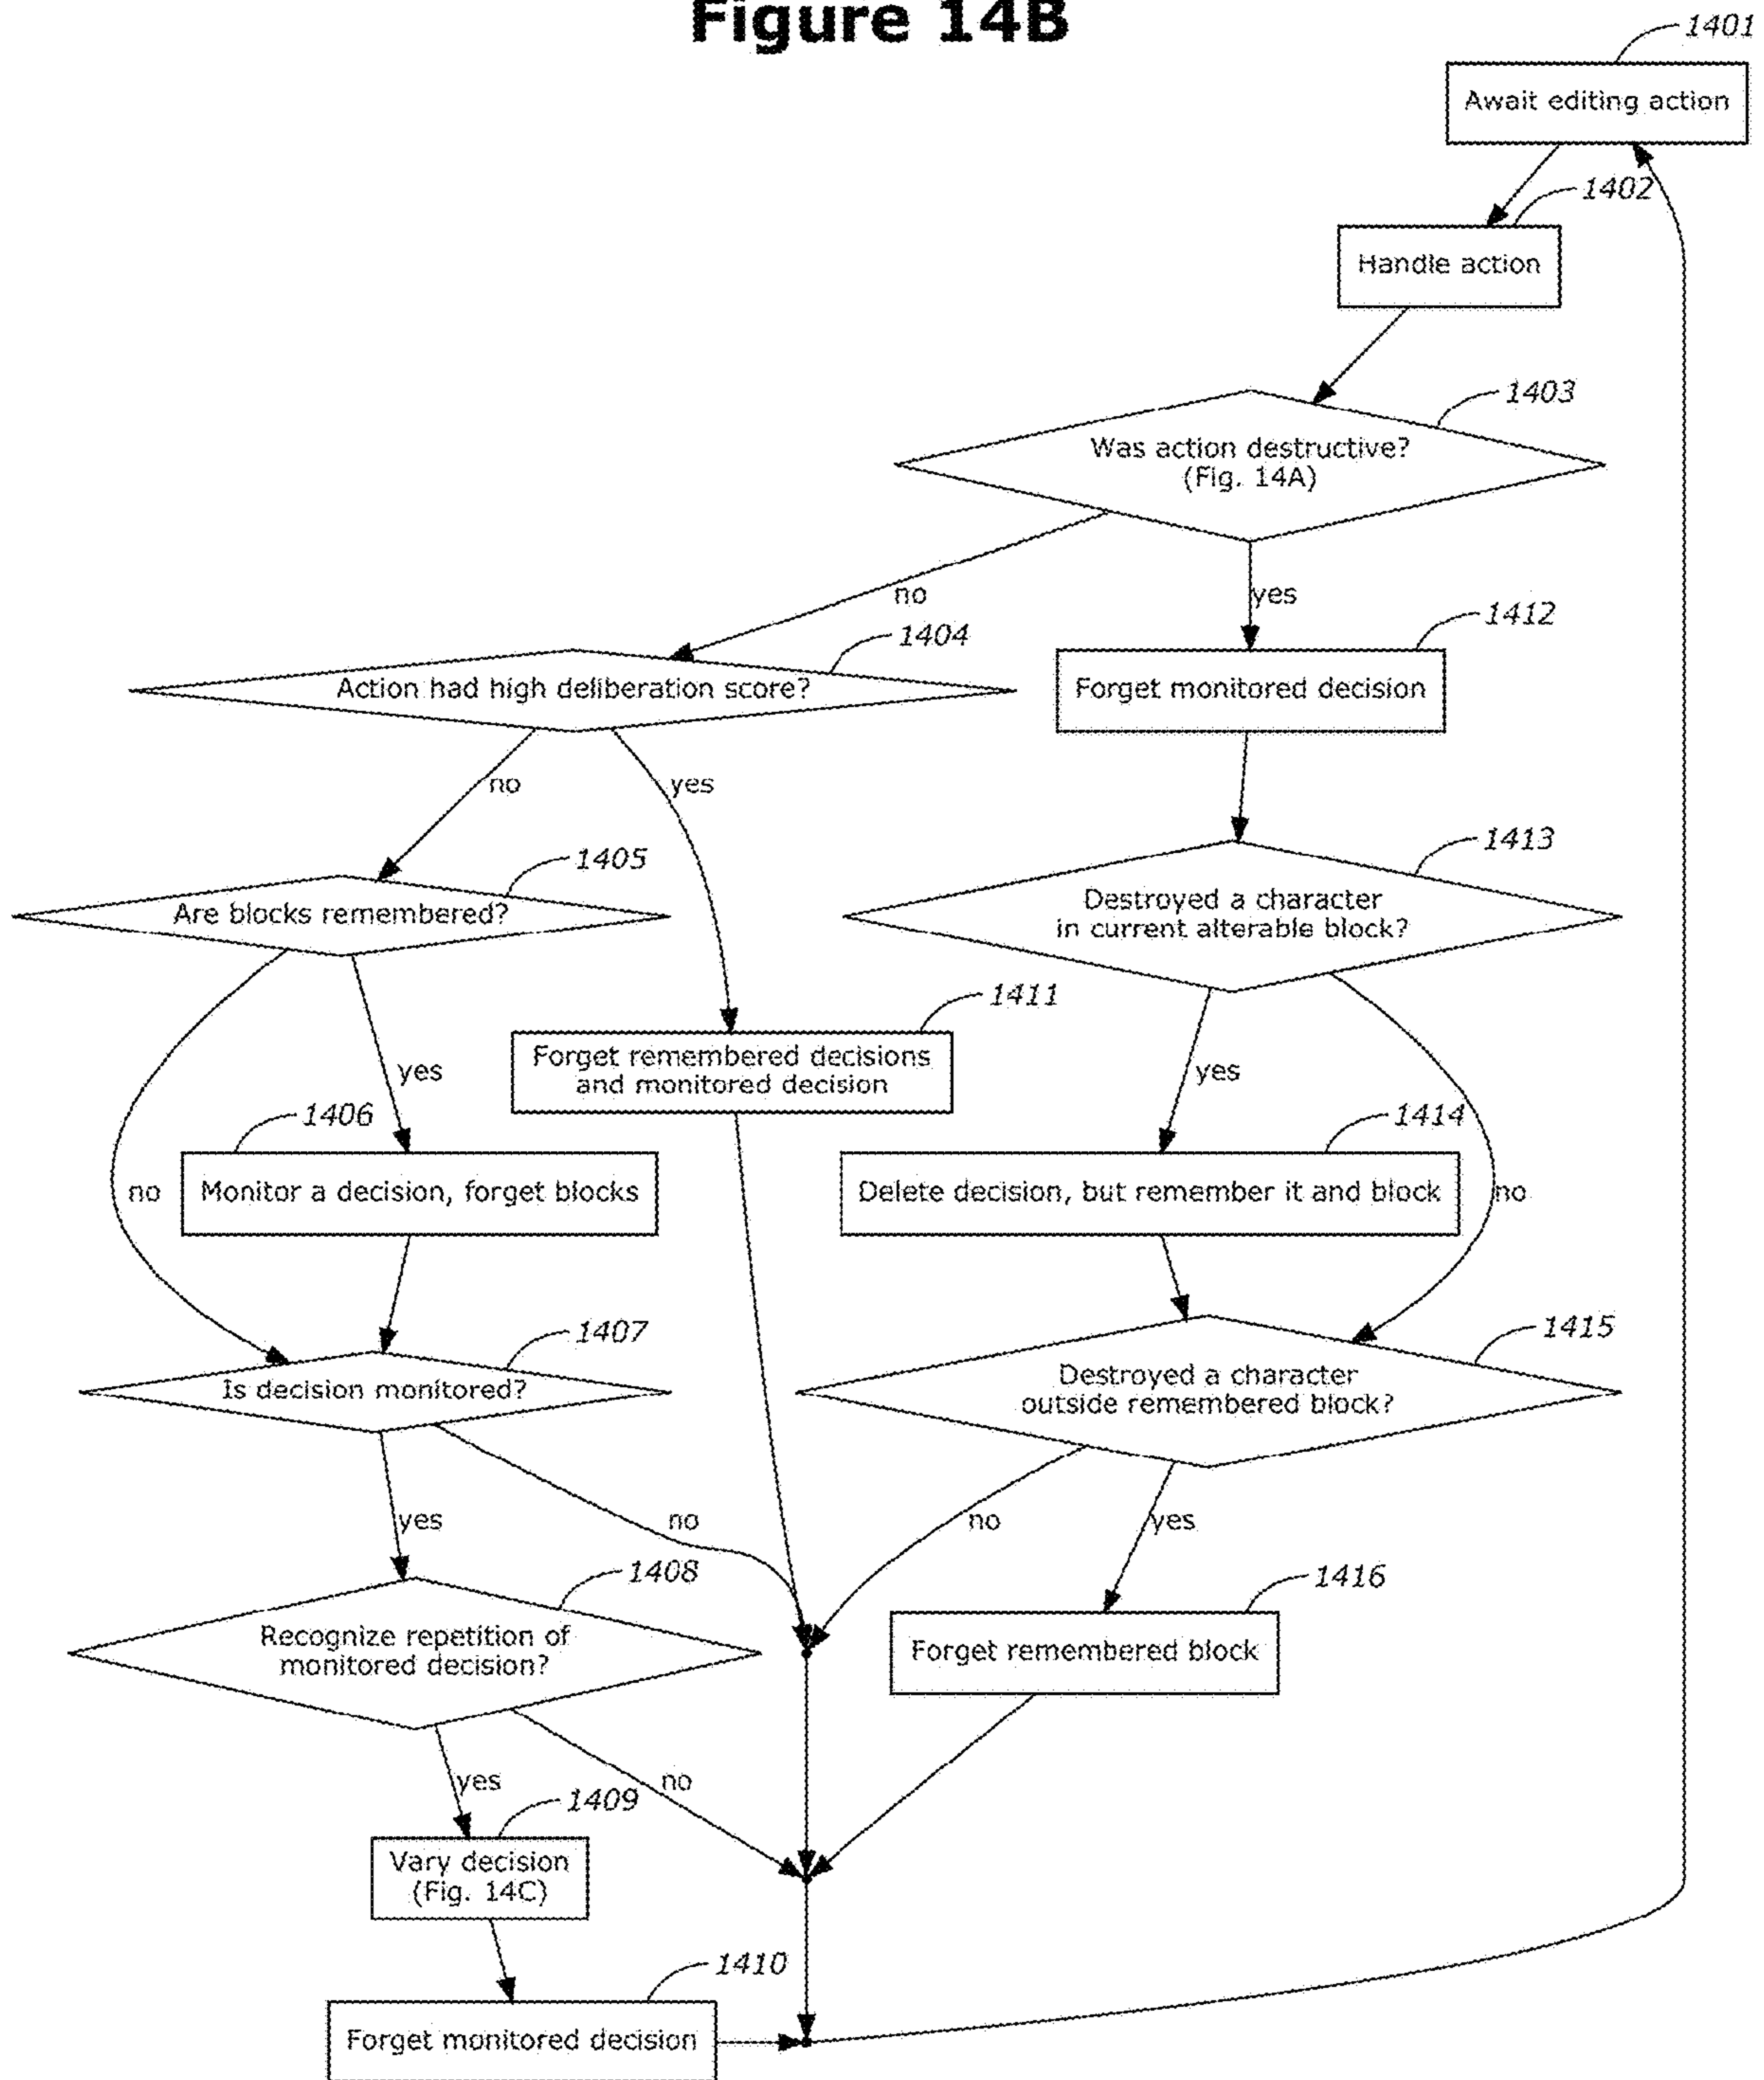 Figure 14B
1401
Await editing action
1402
Handle action
1403
Was action destructive?
(Fig. 14A)
no
yes
1404
1412
Action had high deliberation score?
Forget monitored decision
no
yes
1405
1413
Are blocks remembered?
Destroyed a character
in current alterable block?
1411
Forget remembered decisions
and monitored decision
yes
yes
1406
1414
no
Monitor a decision, forget blocks
Delete decision, but remember it and block
no
1407
1415
Is decision monitored?
Destroyed a character
outside remembered block?
yes
no
no
yes
1408
1416
Recognize repetition of
monitored decision?
Forget remembered block
yes
no
1409
Vary decision
(Fig. 14C)
1410
Forget monitored decision